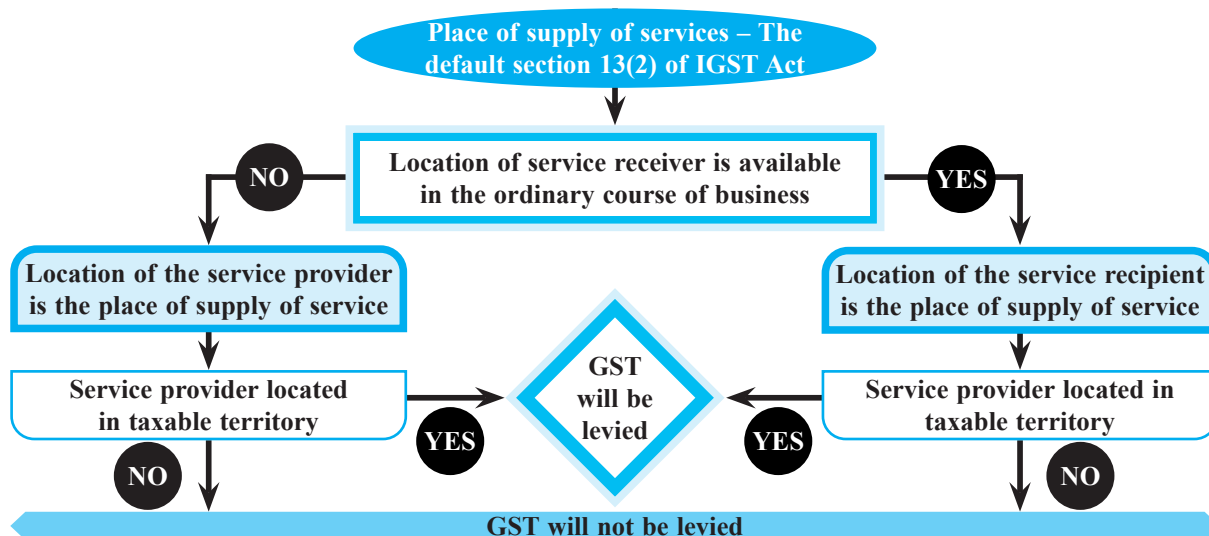 Place of supply of services – The
default section 13(2) of IGST Act
Location of service receiver is available
in the ordinary course of business
NO
YES
Location of the service provider
is the place of supply of service
Location of the service recipient
is the place of supply of service
GST
will be
levied
Service provider located
in taxable territory
Service provider located in
taxable territory
YES
YES
NO
NO
GST will not be levied